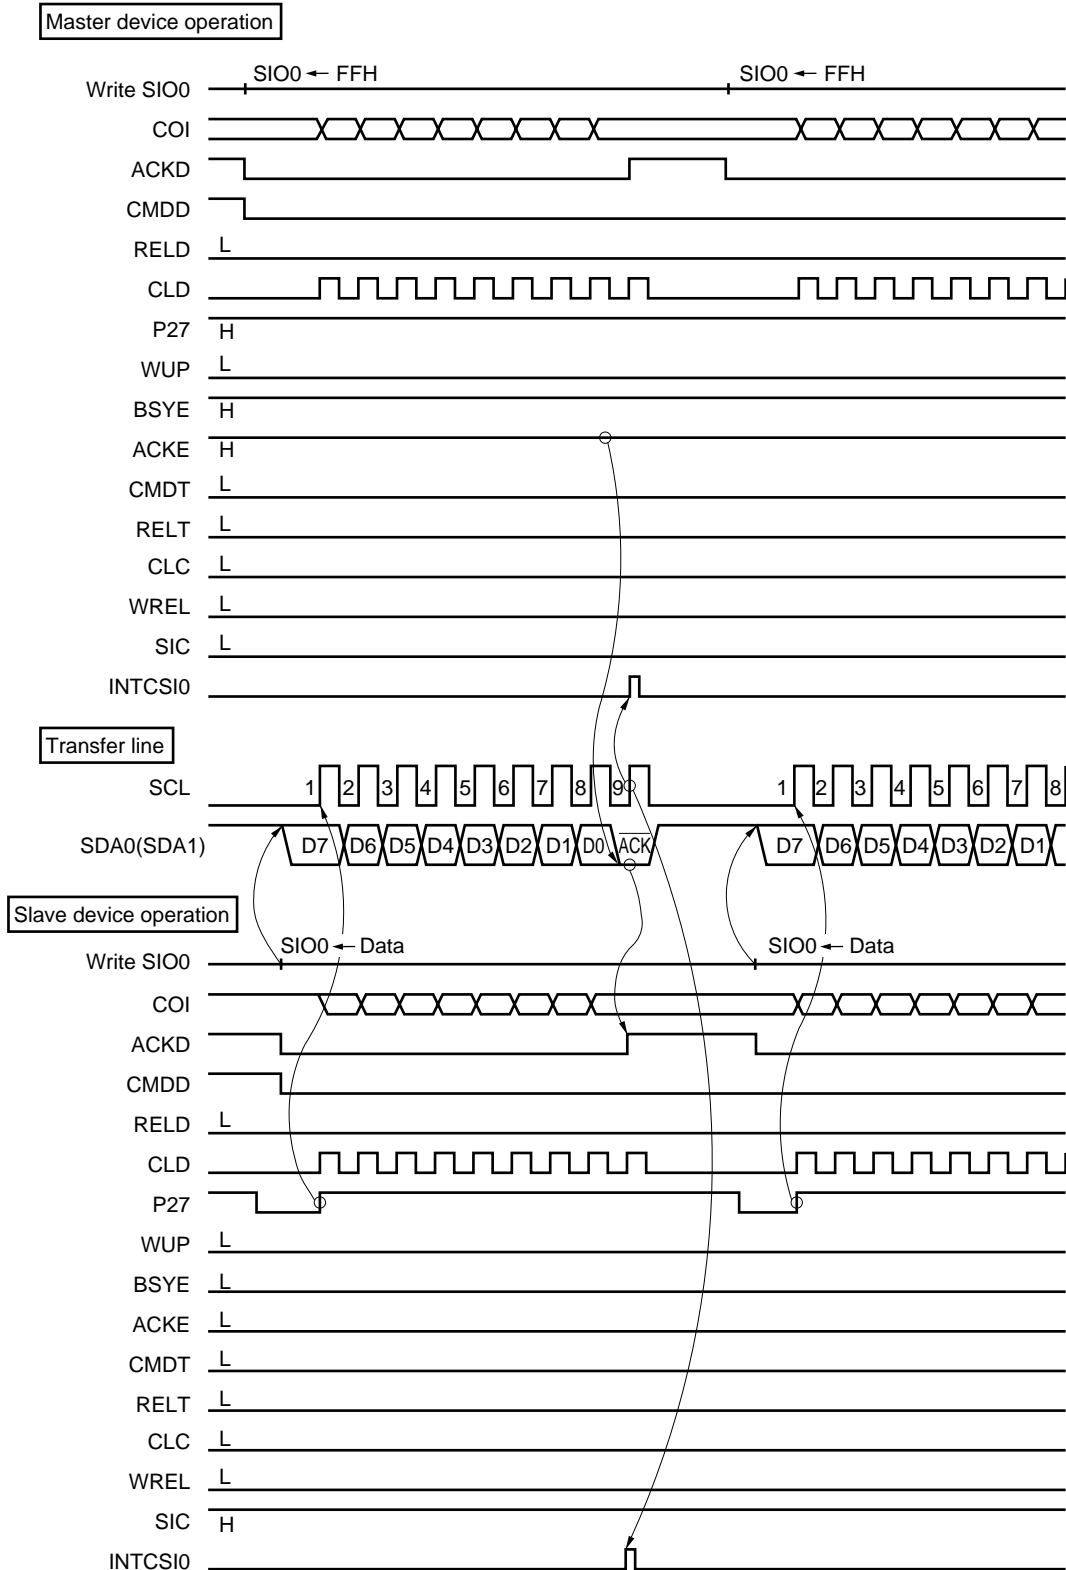 Master device operation
SIO0 ← FFH SIO0 ← FFH
Write SIO0
COI
ACKD
CMDD
RELD L
CLD
P27 H
WUP L
BSYE H
ACKE H
CMDT L
RELT L
CLC L
WREL L
SIC L
INTCSI0
Transfer line
SCL 1 2 3 4 5 6 7 8 9 1 2 3 4 5 6 7 8
SDA0(SDA1) D7 D6 D5 D4 D3 D2 D1 D0 ACK D7 D6 D5 D4 D3 D2 D1
Slave device operation
SIO0 ← Data SIO0 ← Data
Write SIO0
COI
ACKD
CMDD
RELD L
CLD
P27
WUP L
BSYE L
ACKE L
CMDT L
RELT L
CLC L
WREL L
SIC H
INTCSI0